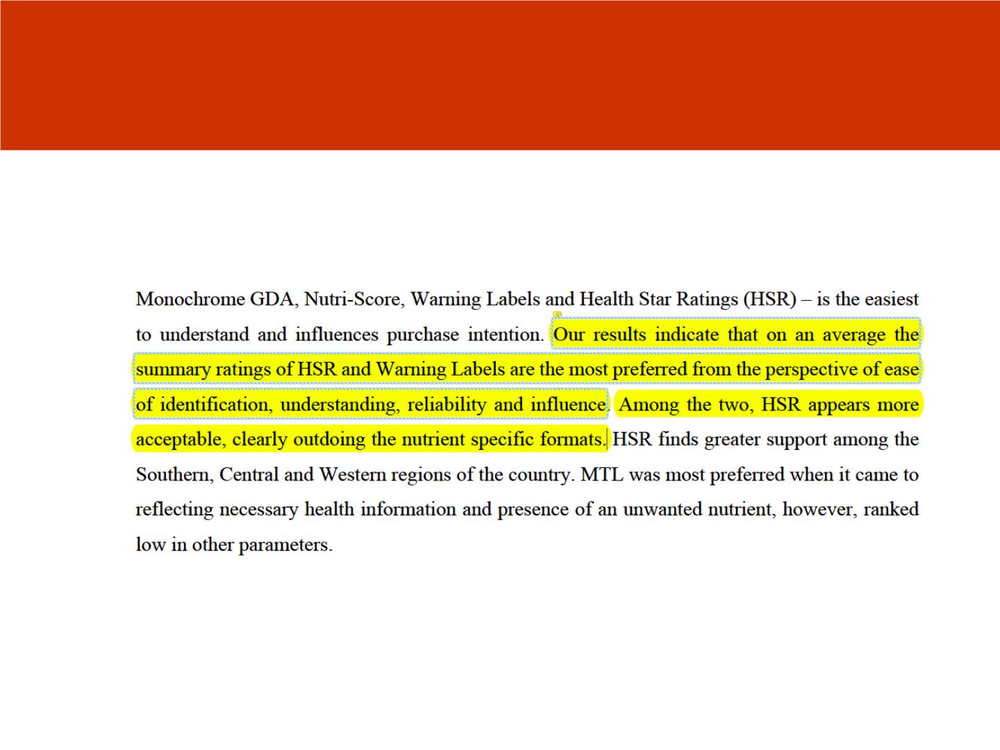 Monochrome GDA, Nutri-Score, Warning Labels and Health Star Ratings (HSR) – is the easiest
to understand and influences purchase intention. Our results indicate that on an average the
summary ratings of HSR and Warning Labels are the most preferred from the perspective of ease
of identification, understanding, reliability and influence. Among the two, HSR appears more
acceptable, clearly outdoing the nutrient specific formats. HSR finds greater support among the
Southern, Central and Western regions of the country. MTL was most preferred when it came to
reflecting necessary health information and presence of an unwanted nutrient, however, ranked
low in other parameters.